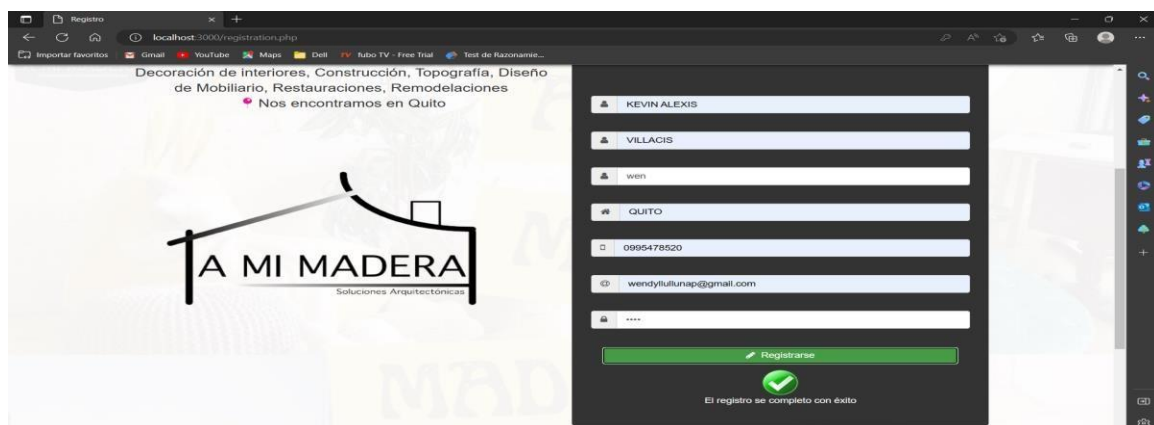 Registro
localhost:3000/registration.php
Importar favoritos Gmail YouTube Maps Dell fubo TV - Free Trial Test de Razonamie...
Decoración de interiores, Construcción, Topografía, Diseño
de Mobiliario, Restauraciones, Remodelaciones
Nos encontramos en Quito
A MI MADERA
Soluciones Arquitectónicas
KEVIN ALEXIS
VILLACIS
wen
QUITO
0995478520
wendyllullunap@gmail.com
Registrarse
El registro se completo con éxito